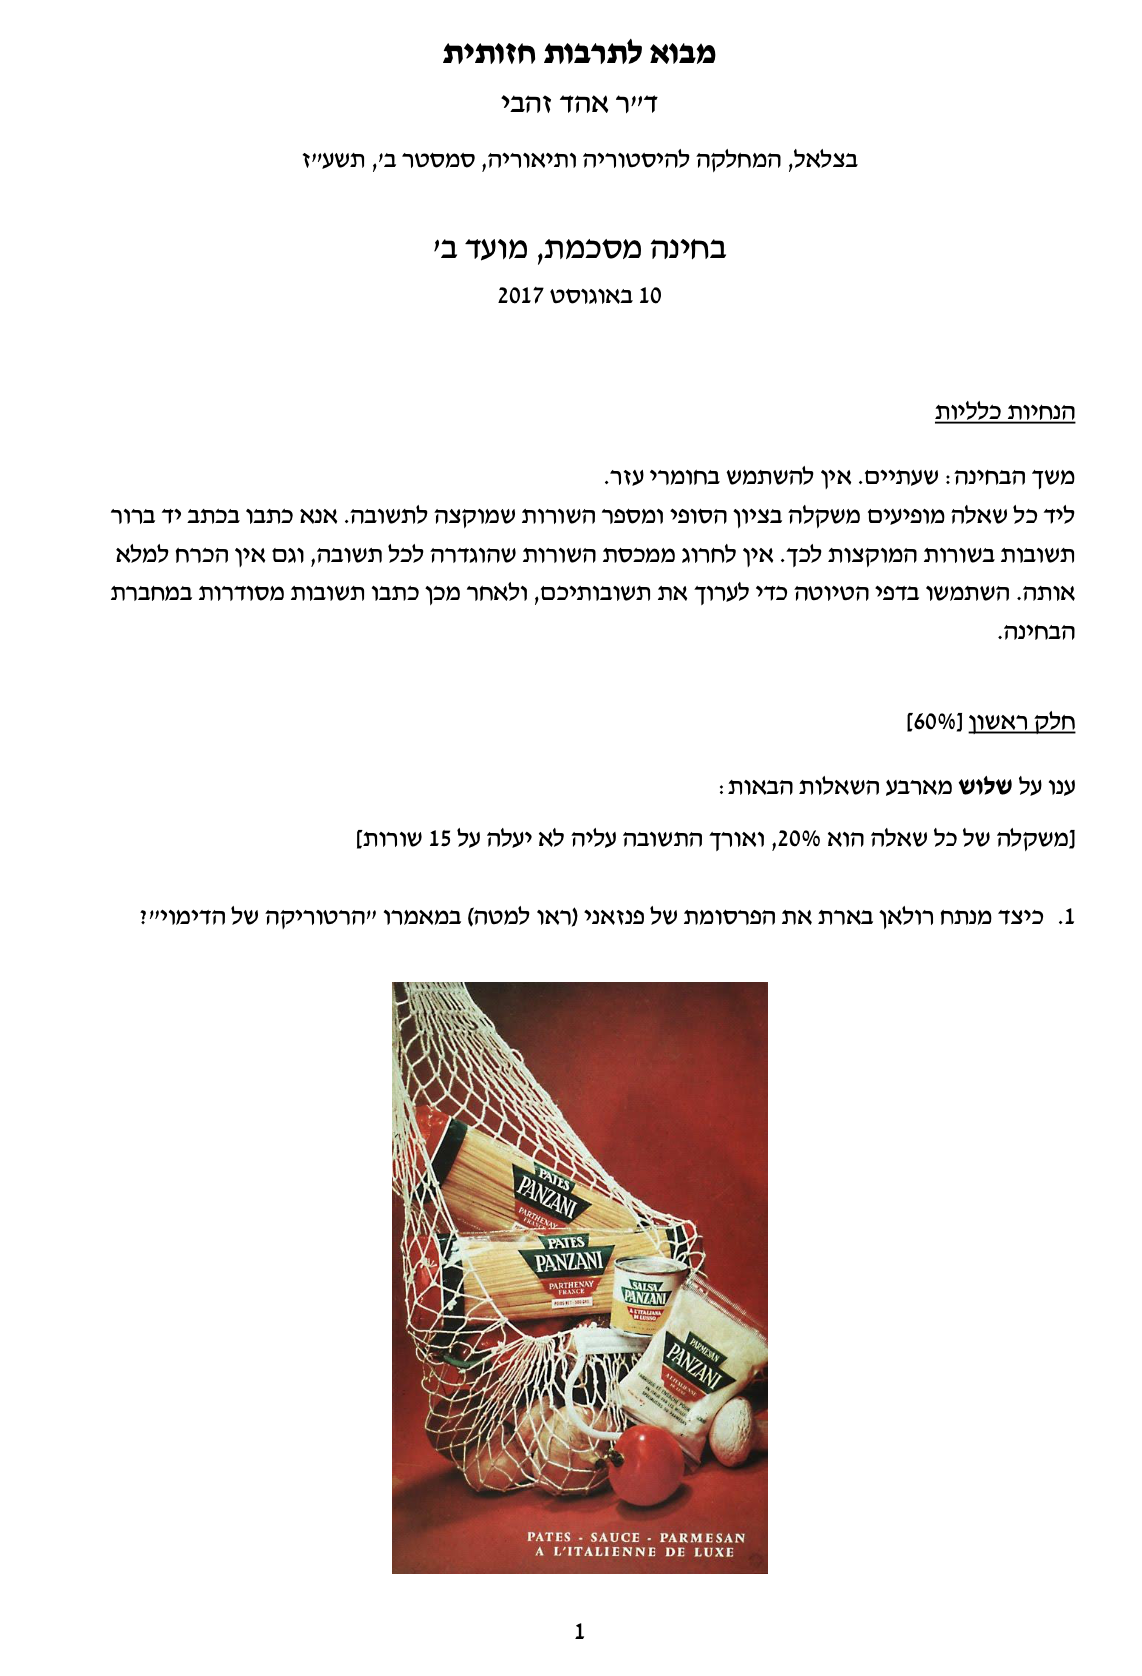 מבוא לתרבות חזותית
ד״ר אהד זהבי
בצלאל, המחלקה להיסטוריה ותיאוריה, סמסטר ב׳, תשע״ז
בחינה מסכמת, מועד ב׳
10 באוגוסט 2017
הנחיות כלליות
משך הבחינה: שעתיים. אין להשתמש בחומרי עזר.
ליד כל שאלה מופיעים משקלה בציון הסופי ומספר השורות שמוקצה לתשובה. אנא כתבו בכתב יד ברור
תשובות בשורות המוקצות לכך. אין לחרוג ממכסת השורות שהוגדרה לכל תשובה, וגם אין הכרח למלא
אותה. השתמשו בדפי הטיוטה כדי לערוך את תשובותיכם, ולאחר מכן כתבו תשובות מסודרות במחברת
הבחינה.
חלק ראשון [60%]
ענו על שלוש מארבע השאלות הבאות:
[משקלה של כל שאלה הוא 20%, ואורך התשובה עליה לא יעלה על 15 שורות]
1. כיצד מנתח רולאן בארת את הפרסומת של פנזאני (ראו למטה) במאמרו ״הרטוריקה של הדימוי״?
PATES
PANZANI
PARTHENAY
FRANCE
PATES
PANZANI
PARTHENAY
FRANCE
SALSA
PANZANI
A L'ITALIANA
DI LUSSO
PARMESAN
PANZANI
A L'ITALIENNE
PATES - SAUCE - PARMESAN
A L'ITALIENNE DE LUXE
1